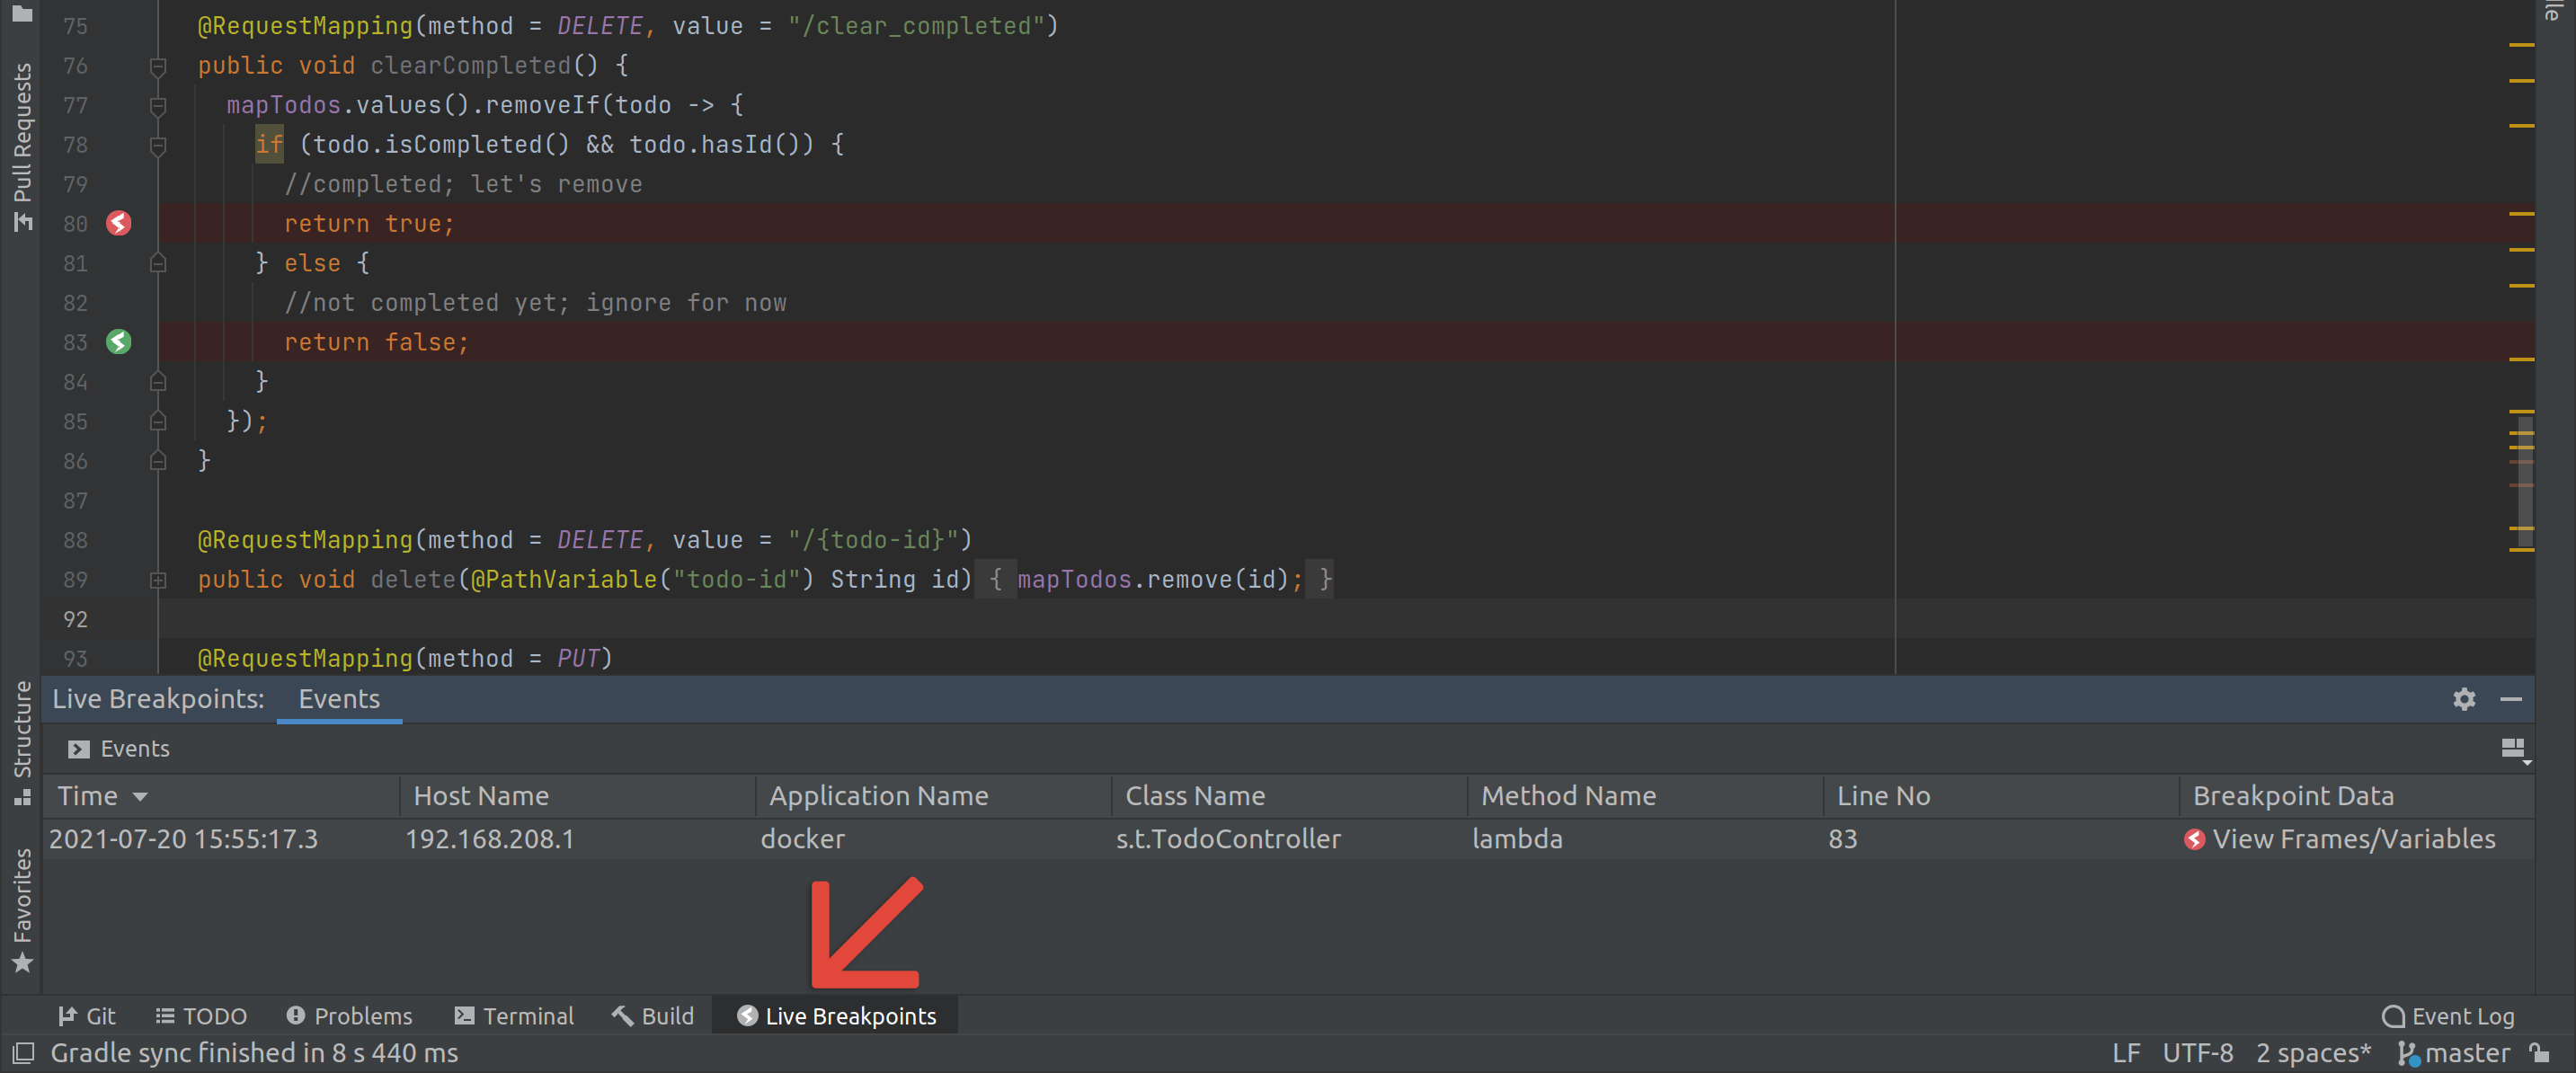 75 @RequestMapping(method = DELETE, value = "/clear_completed")
76 public void clearCompleted() {
77 mapTodos.values().removeIf(todo -> {
78 if (todo.isCompleted() && todo.hasId()) {
79 //completed; let's remove
80 return true;
81 } else {
82 //not completed yet; ignore for now
83 return false;
84 }
85 });
86 }
87
88 @RequestMapping(method = DELETE, value = "/{todo-id}")
89 public void delete(@PathVariable("todo-id") String id) { mapTodos.remove(id); }
92
93 @RequestMapping(method = PUT)
Pull Requests
Structure
Favorites
Live Breakpoints: Events
Events
Time Host Name Application Name Class Name Method Name Line No Breakpoint Data
2021-07-20 15:55:17.3 192.168.208.1 docker s.t.TodoController lambda 83 View Frames/Variables
Git TODO Problems Terminal Build Live Breakpoints Event Log
Gradle sync finished in 8 s 440 ms LF UTF-8 2 spaces* master